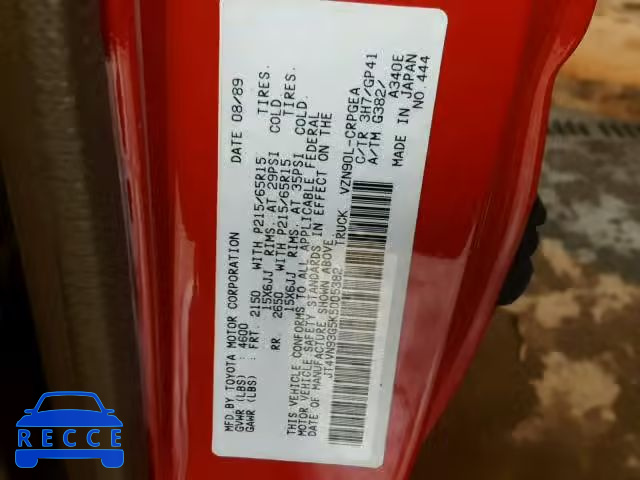 MFD BY TOYOTA MOTOR CORPORATION DATE 08/89
GVWR (LBS) : 4600
GAWR (LBS) : FRT. 2150 WITH P215/65R15 TIRES.
15X6JJ RIMS. AT 29PSI COLD.
RR. 2650 WITH P215/65R15 TIRES.
15X6JJ RIMS. AT 35PSI COLD.
THIS VEHICLE CONFORMS TO ALL APPLICABLE FEDERAL
MOTOR VEHICLE SAFETY STANDARDS IN EFFECT ON THE
DATE OF MANUFACTURE SHOWN ABOVE.
JT4VN93G5K5005382 TRUCK VZN90L-CRPGEA
C/TR 3H7/GP41
A/TM G382/
A340E
MADE IN JAPAN
NO. 444
RECCE